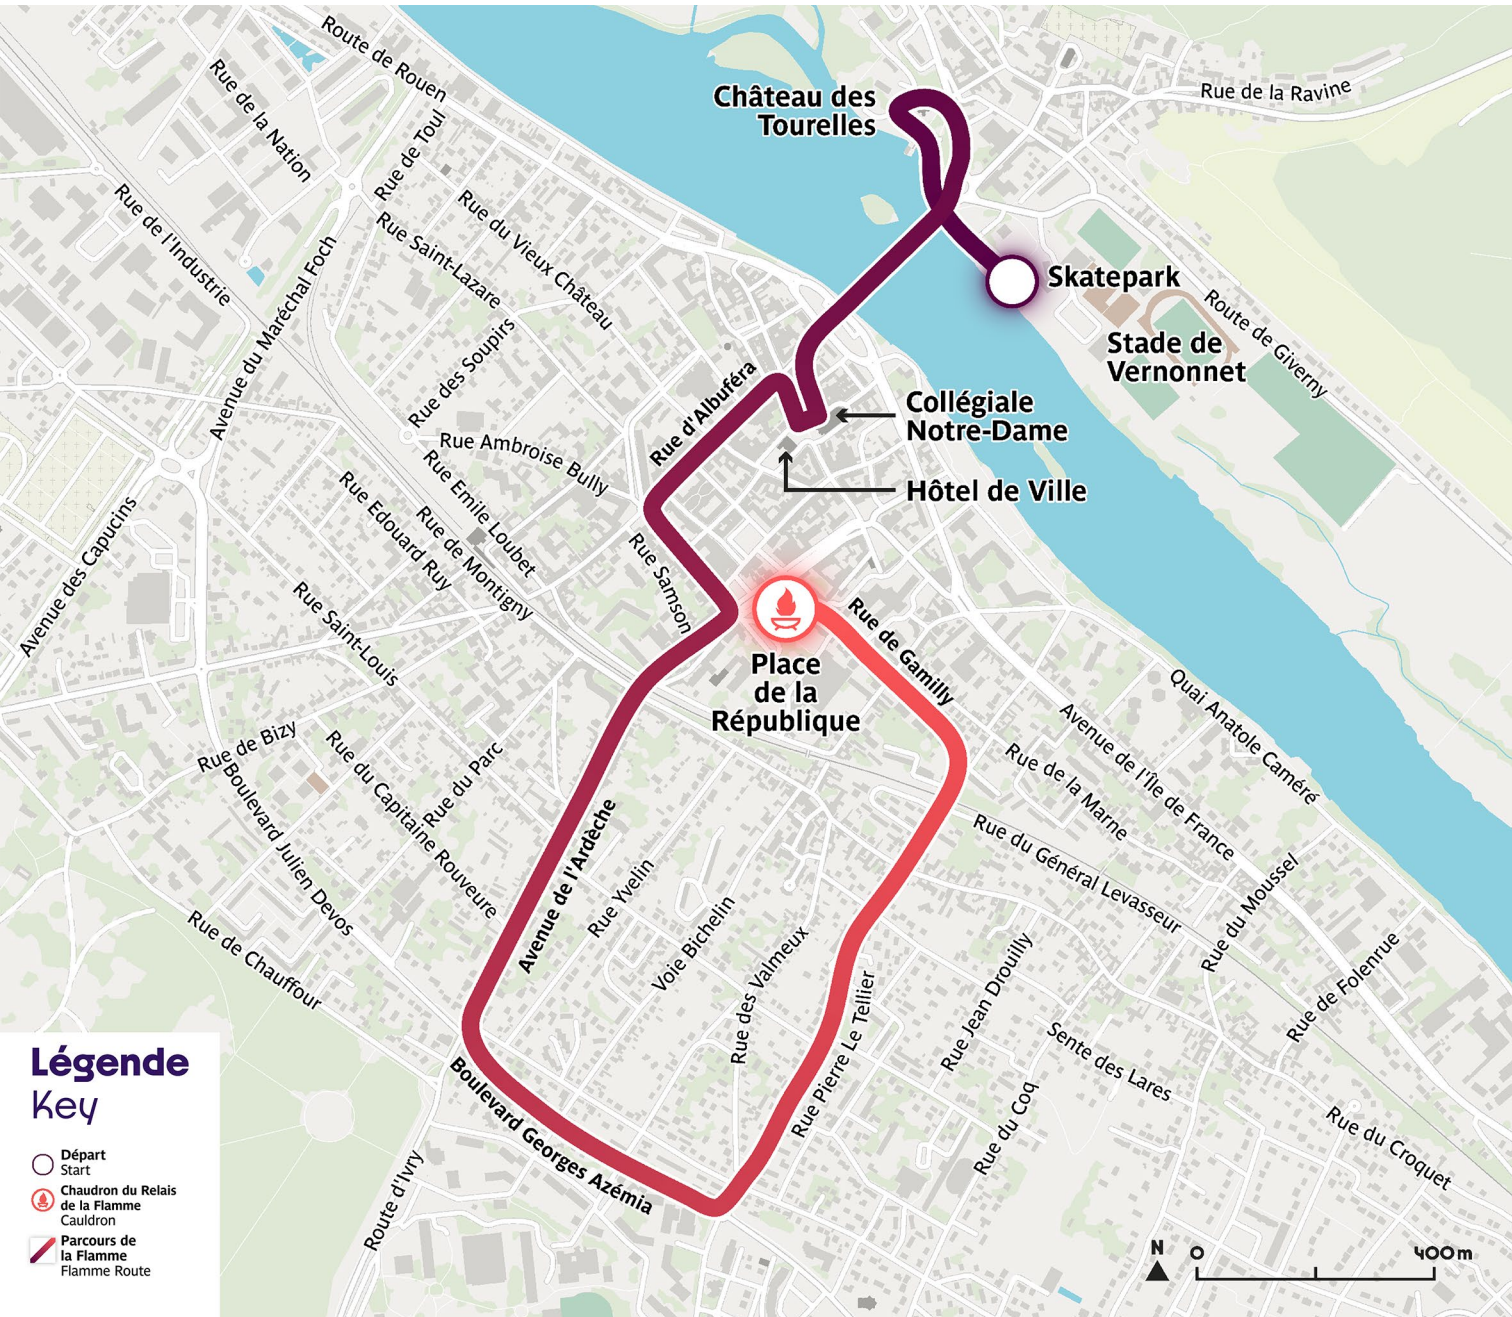 Route de Rouen
Rue de la Nation
Rue de Toul
Château des
Tourelles
Rue de la Ravine
Rue de l'Industrie
Rue du Vieux Château
Rue Saint-Lazare
Avenue du Maréchal Foch
Skatepark
Route de Giverny
Stade de
Vernonnet
Rue des Soupirs
Rue d'Albuféra
Collégiale
Notre-Dame
Rue Ambroise Bully
Hôtel de Ville
Rue Emile Loubet
Rue Edouard Ruy
Rue de Montigny
Avenue des Capucins
Rue Samson
Rue Saint-Louis
Rue de Gamilly
Place
de la
République
Quai Anatole Caméré
Avenue de l'Île de France
Rue de la Marne
Rue de Bizy
Rue du Capitaine Rouveure
Rue du Parc
Boulevard Julien Devos
Avenue de l'Ardèche
Rue Yvelin
Voie Bichelin
Rue des Valmeux
Rue du Général Levasseur
Rue du Moussel
Rue de Folenrue
Rue de Chauffour
Rue Jean Drouilly
Rue Pierre Le Tellier
Sente des Lares
Rue du Coq
Rue du Croquet
Boulevard Georges Azémia
Route d'Ivry
Légende
Key
Départ
Start
Chaudron du Relais
de la Flamme
Cauldron
Parcours de
la Flamme
Flamme Route
N 0 400m